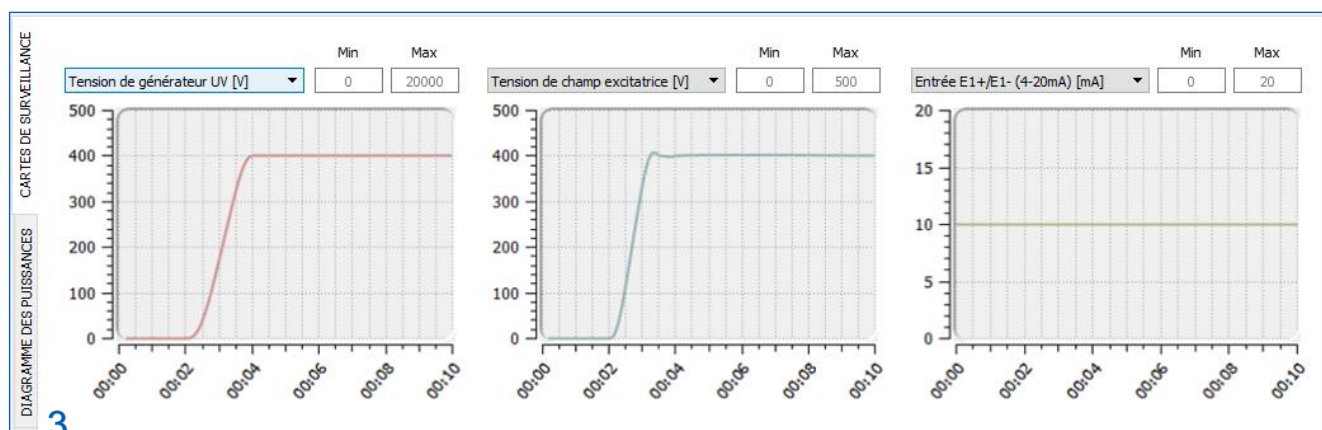 CARTES DE SURVEILLANCE
DIAGRAMME DES PUISSANCES
Min Max
Tension de générateur UV [V] 0 20000
500
400
300
200
100
0
00:00 00:02 00:04 00:06 00:08 00:10
Min Max
Tension de champ excitatrice [V] 0 500
500
400
300
200
100
0
00:00 00:02 00:04 00:06 00:08 00:10
Min Max
Entrée E1+/E1- (4-20mA) [mA] 0 20
20
15
10
5
0
00:00 00:02 00:04 00:06 00:08 00:10
3